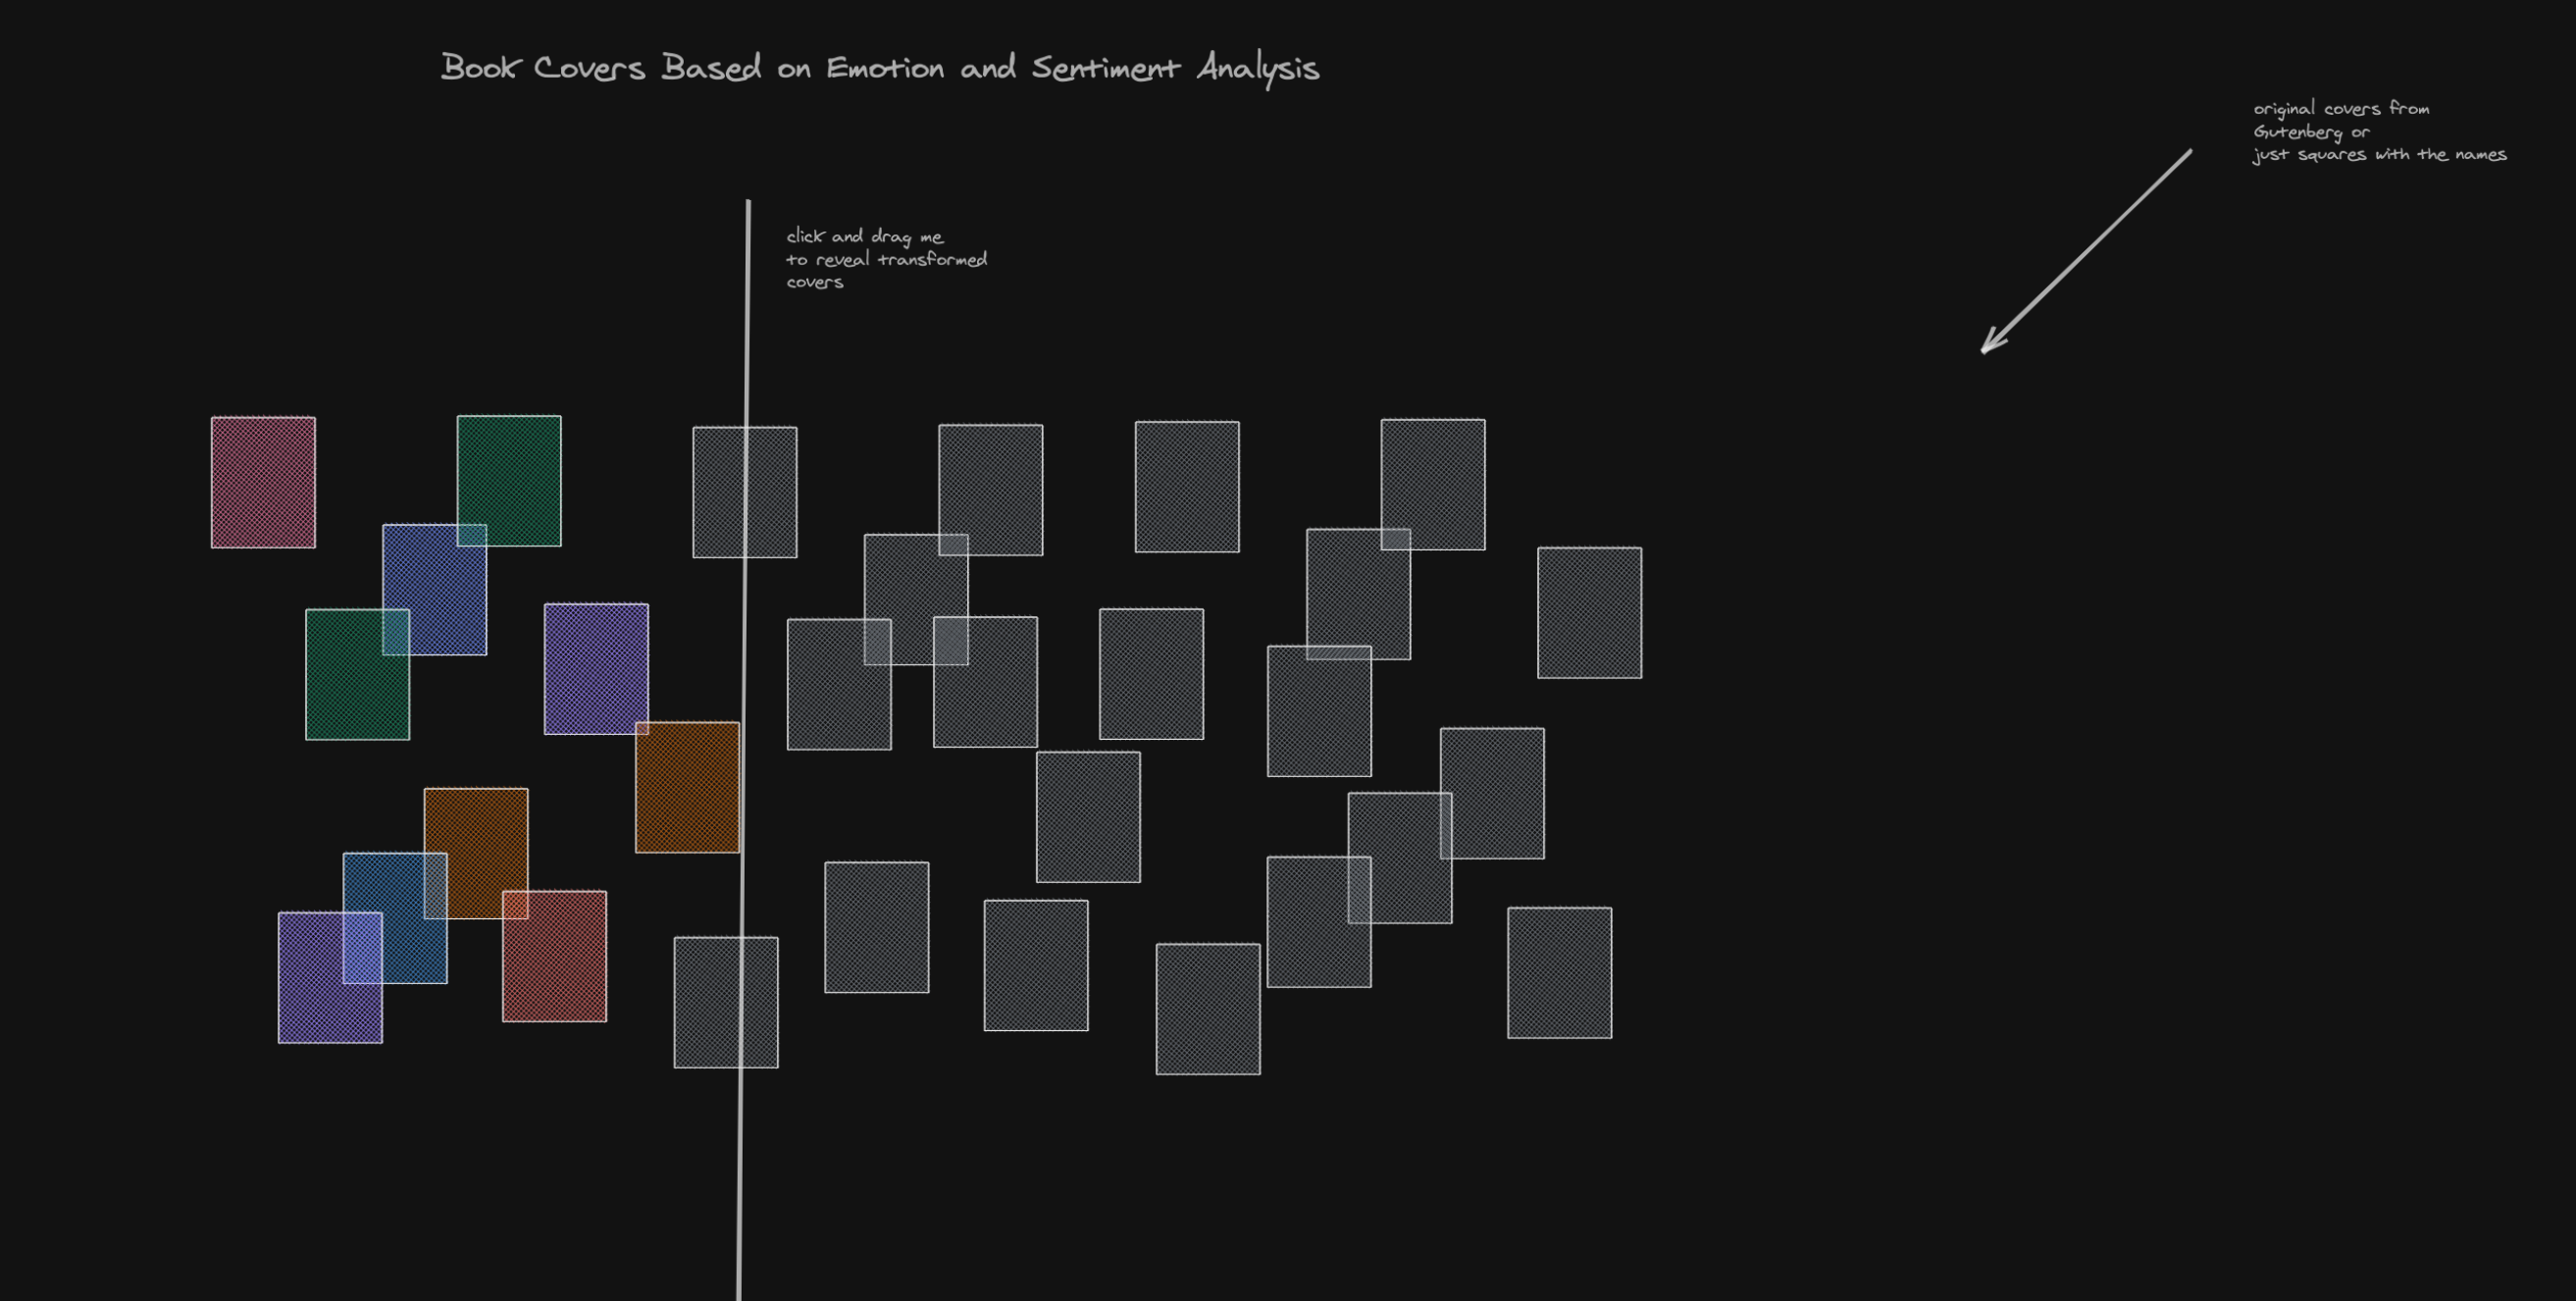 Book Covers Based on Emotion and Sentiment Analysis
original covers from
Gutenberg or
just squares with the names
click and drag me
to reveal transformed
covers